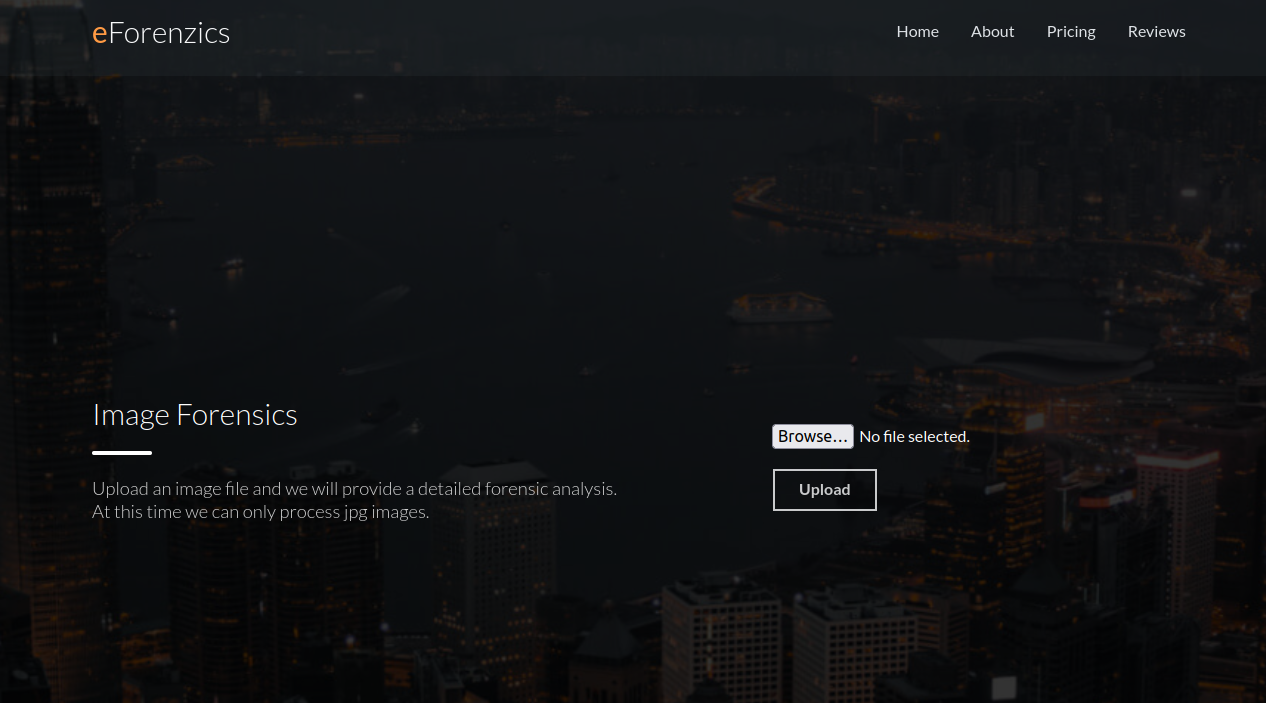 eForenzics
Home About Pricing Reviews
Image Forensics
Upload an image file and we will provide a detailed forensic analysis.
At this time we can only process jpg images.
Browse... No file selected.
Upload